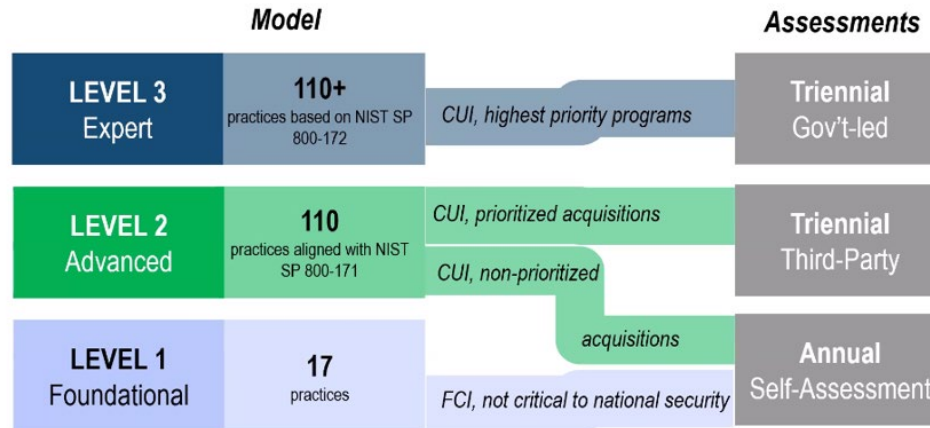 Model
Assessments
LEVEL 3
Expert
110+
practices based on NIST SP
800-172
CUI, highest priority programs
Triennial
Gov't-led
LEVEL 2
Advanced
110
practices aligned with NIST
SP 800-171
CUI, prioritized acquisitions
CUI, non-prioritized
acquisitions
Triennial
Third-Party
LEVEL 1
Foundational
17
practices
FCI, not critical to national security
Annual
Self-Assessment